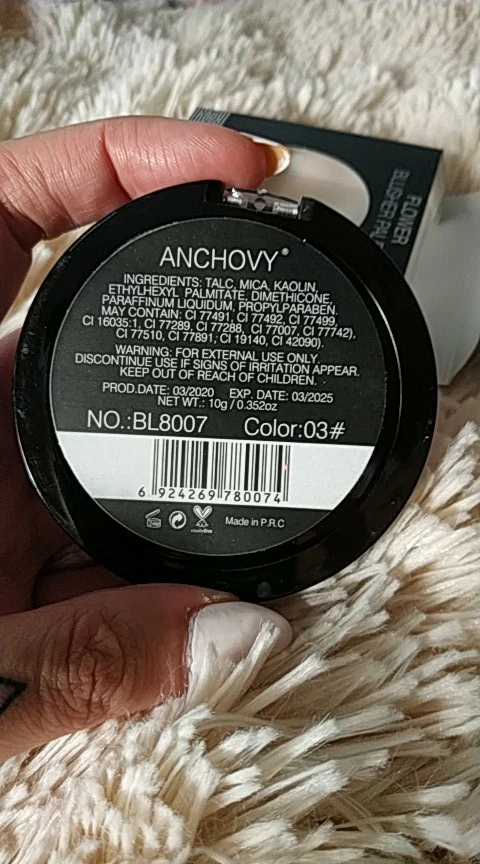 FLOWER
BLUSHER
ANCHOVY®
INGREDIENTS: TALC, MICA, KAOLIN,
ETHYLHEXYL PALMITATE, DIMETHICONE,
PARAFFINUM LIQUIDUM, PROPYLPARABEN.
MAY CONTAIN: CI 77491, CI 77492, CI 77499,
CI 16035:1, CI 77289, CI 77288, CI 77007, CI 77742),
CI 77510, CI 77891, CI 19140, CI 42090).
WARNING: FOR EXTERNAL USE ONLY.
DISCONTINUE USE IF SIGNS OF IRRITATION APPEAR.
KEEP OUT OF REACH OF CHILDREN.
PROD.DATE: 03/2020 EXP. DATE: 03/2025
NET WT.: 10g / 0.352oz
NO.:BL8007 Color:03#
6 924269 780074
24M
crueltyfree
Made in P.R.C